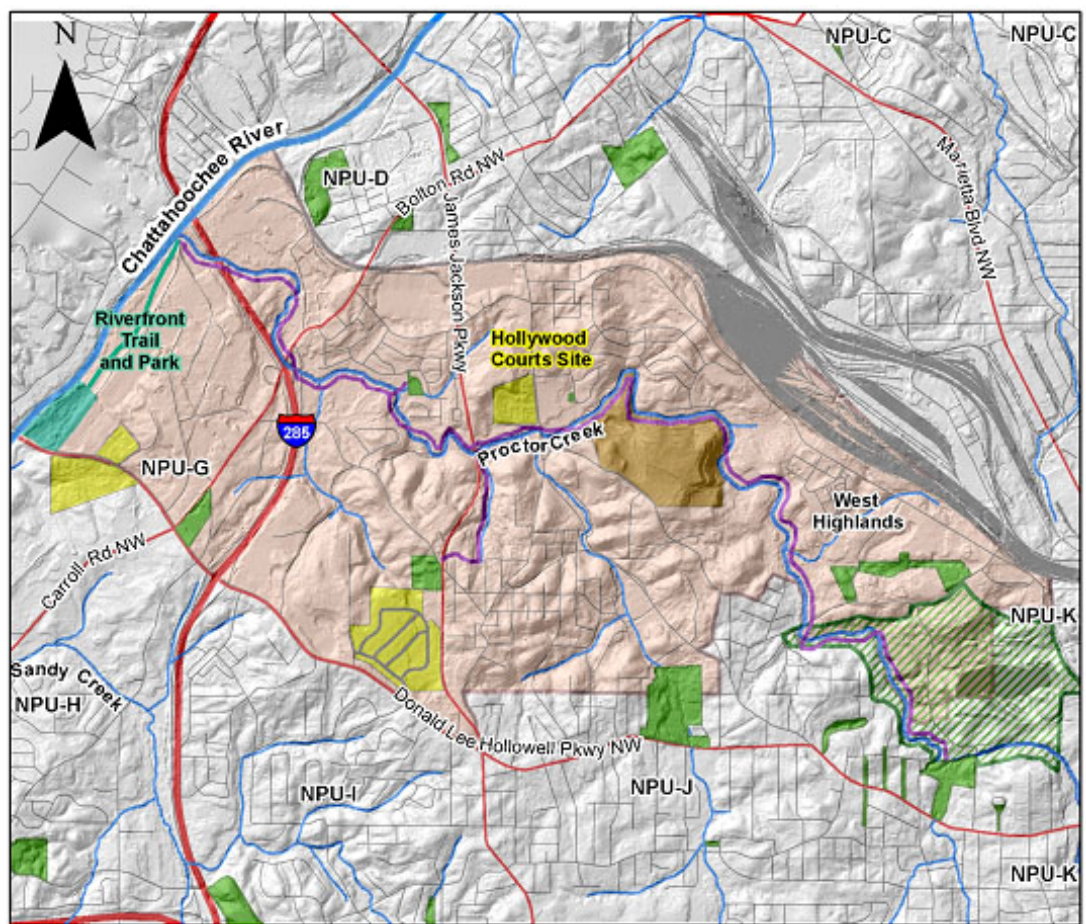 N
NPU-C
NPU-C
Chattahoochee River
NPU-D
Bolton Rd NW
Marietta Blvd NW
James Jackson Pkwy
Riverfront
Trail
and Park
Hollywood
Courts Site
285
Proctor Creek
NPU-G
West
Highlands
Carroll Rd NW
NPU-K
Sandy Creek
NPU-H
Donald Lee Hollowell Pkwy NW
NPU-I
NPU-J
NPU-K